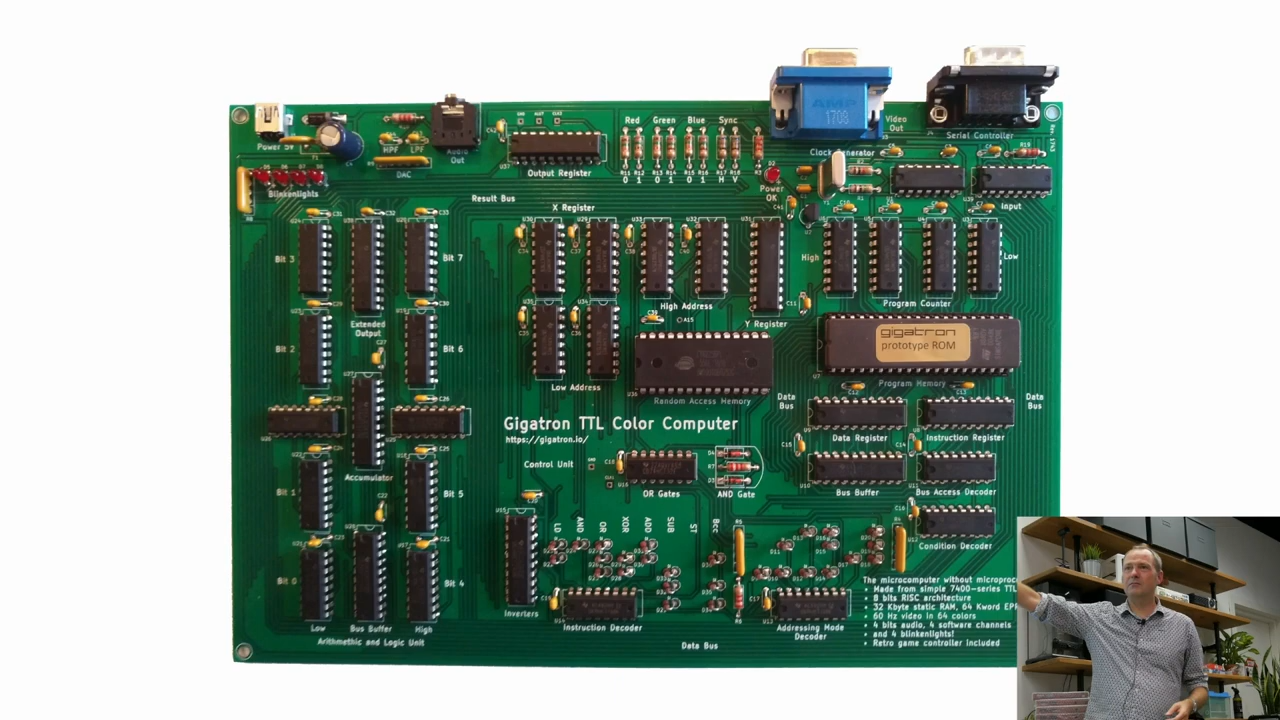 Power 5V
HPF LPF
DAC
Audio
Out
Output Register
Red Green Blue Sync
0 1 0 1 0 1 H V
Power
OK
AMP
1708
Video
Out
Serial Controller
Clock Generator
Input
Blinkenlights
Result Bus
X Register
Bit 3
Bit 7
Extended
Output
Bit 2
Bit 6
High Address
Y Register
Low Address
Random Access Memory
High
Low
Program Counter
gigatron
prototype ROM
Program Memory
Data
Bus
Data
Bus
Data Register
Instruction Register
Gigatron TTL Color Computer
https://gigatron.io/
Control Unit
OR Gates
AND Gate
Bus Buffer
Bus Access Decoder
Condition Decoder
Accumulator
Bit 1
Bit 5
Bit 0
Bit 4
Low
Bus Buffer
High
Arithmethic and Logic Unit
LD AND OR XOR ADD SUB ST Bcc
Inverters
Instruction Decoder
Addressing Mode
Decoder
Data Bus
The microcomputer without
• Made from simple 7400-series TTL
• 8 bits RISC architecture
• 32 Kbyte static RAM, 64 Kword
• 60 Hz video in 64 colors
• 4 bits audio, 4 software channels
• and 4 blinkenlights!
• Retro game controller included